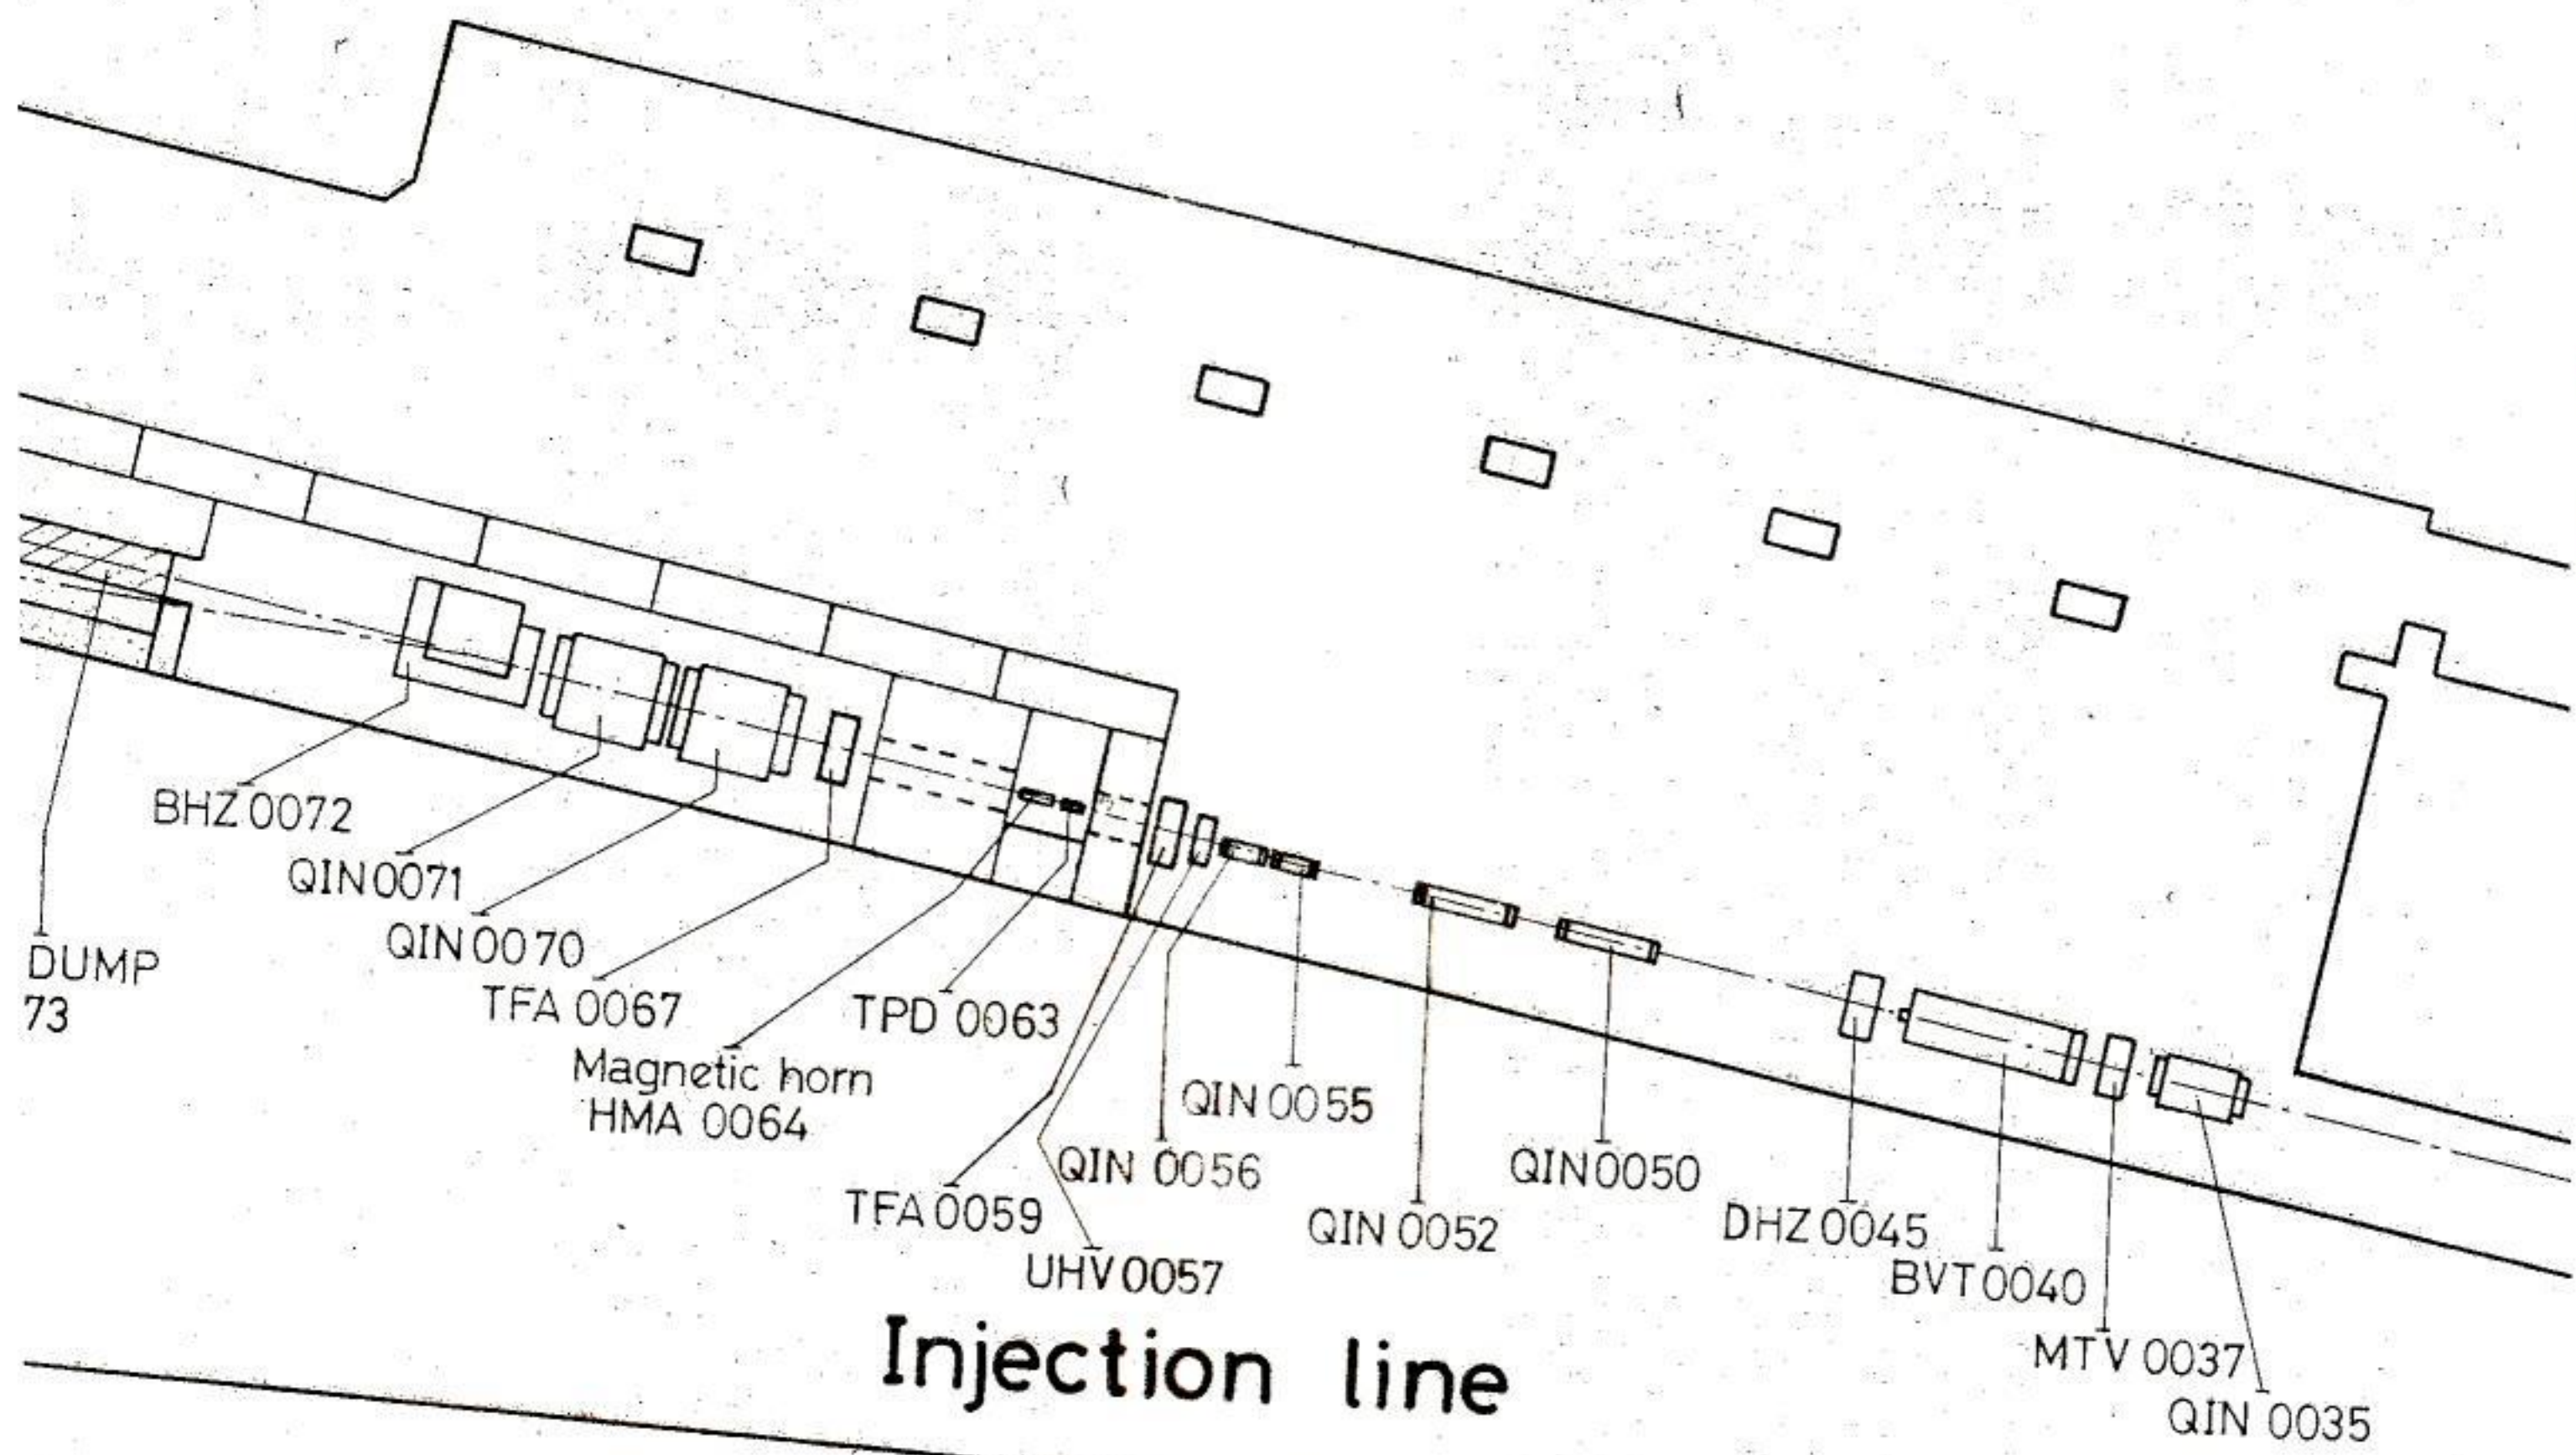 BHZ 0072
QIN 0071
QIN 0070
DUMP
73
TFA 0067
TPD 0063
Magnetic horn
HMA 0064
QIN 0055
QIN 0056
TFA 0059
UHV 0057
QIN 0052
QIN 0050
DHZ 0045
BVT 0040
MTV 0037
QIN 0035
Injection line